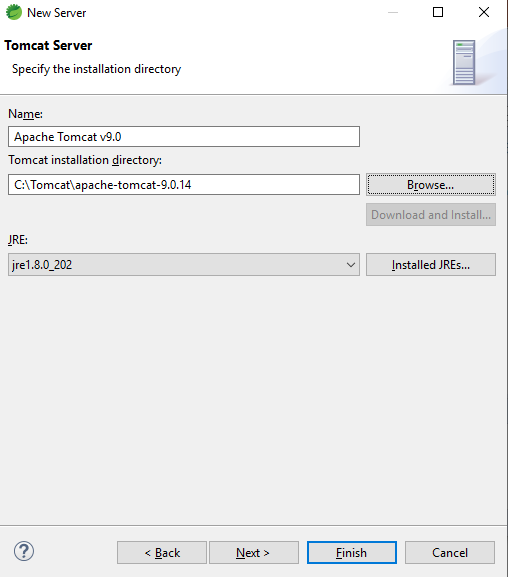 New Server
Tomcat Server
Specify the installation directory
Name:
Apache Tomcat v9.0
Tomcat installation directory:
C:\Tomcat\apache-tomcat-9.0.14
Browse...
Download and Install...
JRE:
jre1.8.0_202
Installed JREs...
?
< Back
Next >
Finish
Cancel